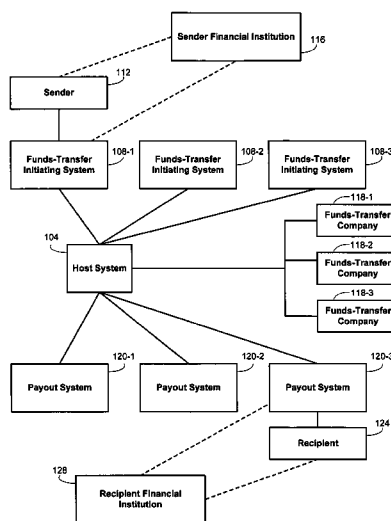 Sender Financial Institution
116
112
Sender
Funds-Transfer
Initiating System
108-1
Funds-Transfer
Initiating System
108-2
Funds-Transfer
Initiating System
108-3
118-1
Funds-Transfer
Company
104
Host System
118-2
Funds-Transfer
Company
118-3
Funds-Transfer
Company
120-1
Payout System
120-2
Payout System
120-3
Payout System
124
Recipient
128
Recipient Financial
Institution